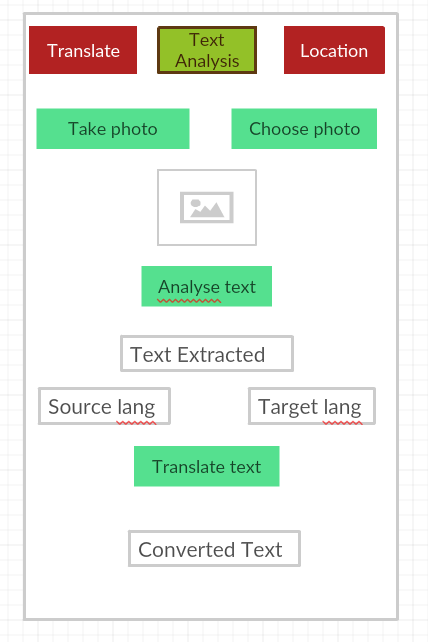 Translate
Text
Analysis
Location
Take photo
Choose photo
Analyse text
Text Extracted
Source lang
Target lang
Translate text
Converted Text